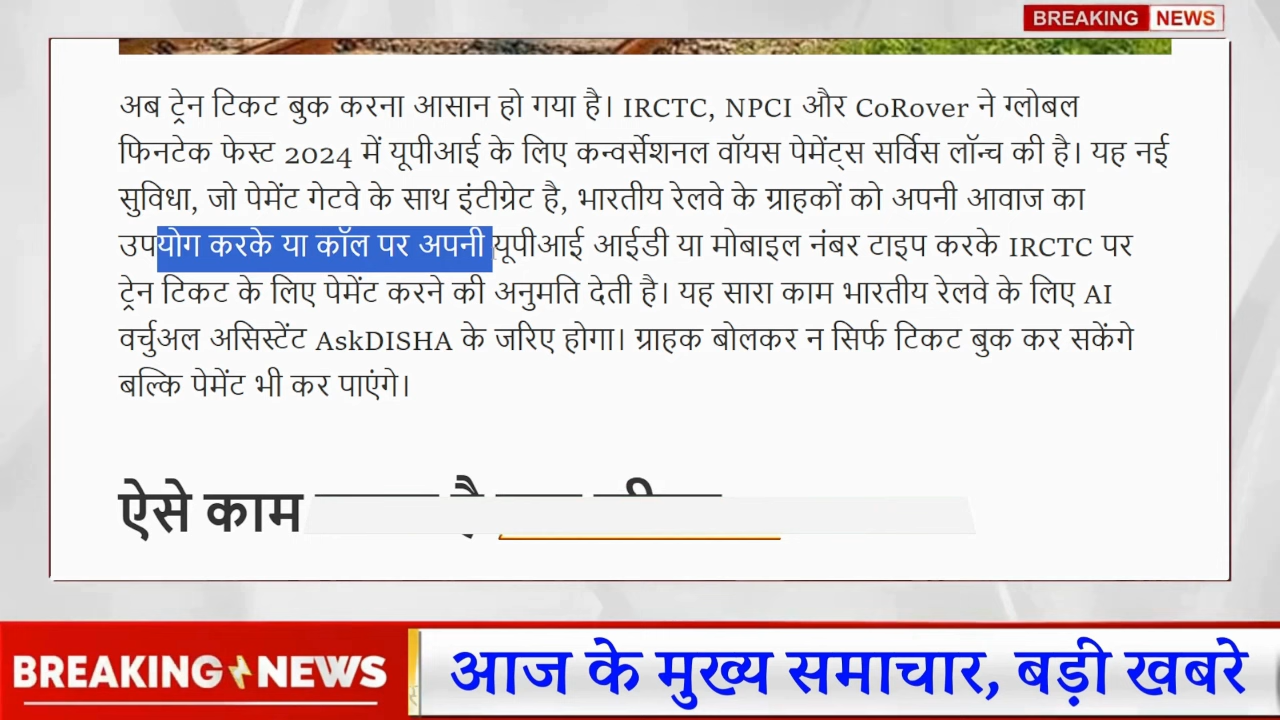 BREAKING NEWS
अब ट्रेन टिकट बुक करना आसान हो गया है। IRCTC, NPCI और CoRover ने ग्लोबल
फिनटेक फेस्ट 2024 में यूपीआई के लिए कन्वर्सेशनल वॉयस पेमेंट्स सर्विस लॉन्च की है। यह नई
सुविधा, जो पेमेंट गेटवे के साथ इंटीग्रेट है, भारतीय रेलवे के ग्राहकों को अपनी आवाज का
उपयोग करके या कॉल पर अपनी यूपीआई आईडी या मोबाइल नंबर टाइप करके IRCTC पर
ट्रेन टिकट के लिए पेमेंट करने की अनुमति देती है। यह सारा काम भारतीय रेलवे के लिए AI
वर्चुअल असिस्टेंट AskDISHA के जरिए होगा। ग्राहक बोलकर न सिर्फ टिकट बुक कर सकेंगे
बल्कि पेमेंट भी कर पाएंगे।
ऐसे काम
BREAKING NEWS
आज के मुख्य समाचार, बड़ी खबरे